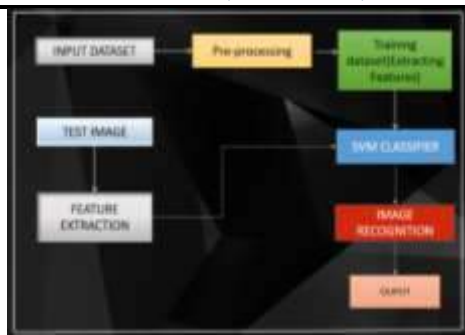 INPUT DATASET
Pre-processing
Training
dataset(Extracting
Features)
TEST IMAGE
SVM CLASSIFIER
FEATURE
EXTRACTION
IMAGE
RECOGNITION